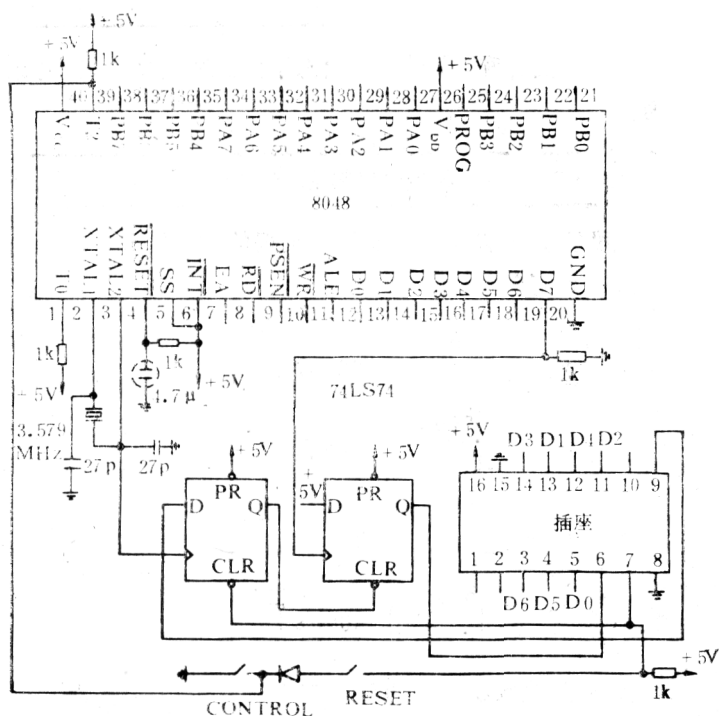 +5V
+5V
1k
+5V
40 39 38 37 36 35 34 33 32 31 30 29 28 27 26 25 24 23 22 21
T2 PB7 PB5 PB4 PA7 PA6 PA5 PA4 PA3 PA2 PA1 PA0 VDD PROG PB3 PB2 PB1 PB0
8048
T0 XTAL1 XTAL2 RESET SS INT EA RD PSEN WR ALE D0 D1 D2 D3 D4 D5 D6 D7 GND
1 2 3 4 5 6 7 8 9 10 11 12 13 14 15 16 17 18 19 20
1k
1k
1k
+5V
4.7μ
+5V
74LS74
3.579
MHz
27p
27p
+5V
+5V
+5V
D3 D1 D4 D2
16 15 14 13 12 11 10 9
PR
D Q
CLR
+
5V
PR
D Q
CLR
插座
1 2 3 4 5 6 7 8
D6 D5 D0
+5V
1k
CONTROL
RESET